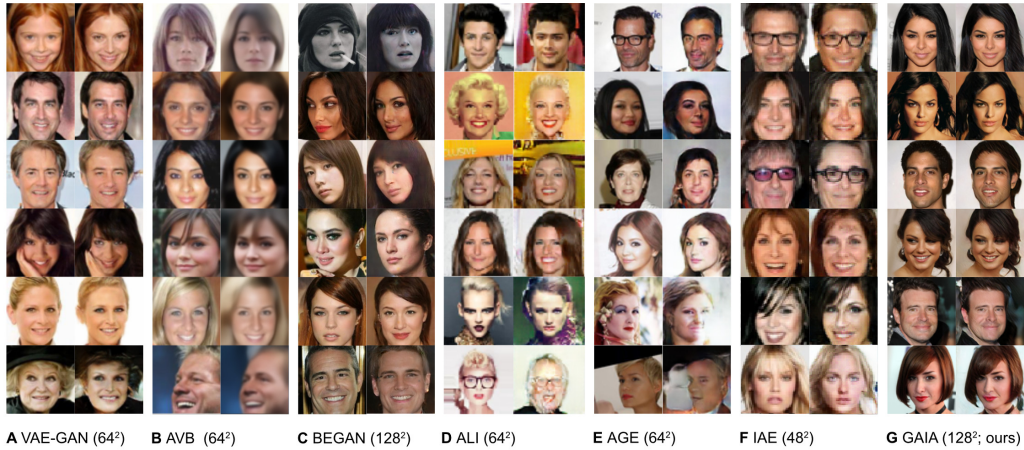 A VAE-GAN (64²)
B AVB (64²)
C BEGAN (128²)
D ALI (64²)
E AGE (64²)
F IAE (48²)
G GAIA (128²; ours)